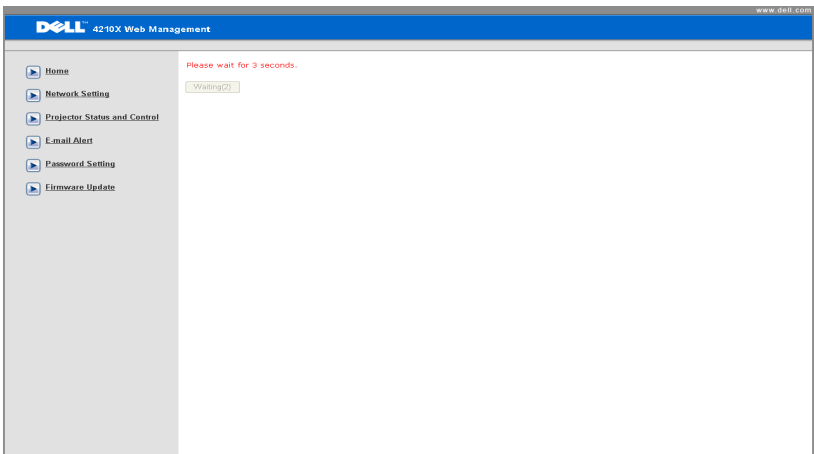 www.dell.com
DELL™ 4210X Web Management
Home
Network Setting
Projector Status and Control
E-mail Alert
Password Setting
Firmware Update
Please wait for 3 seconds.
Waiting(2)